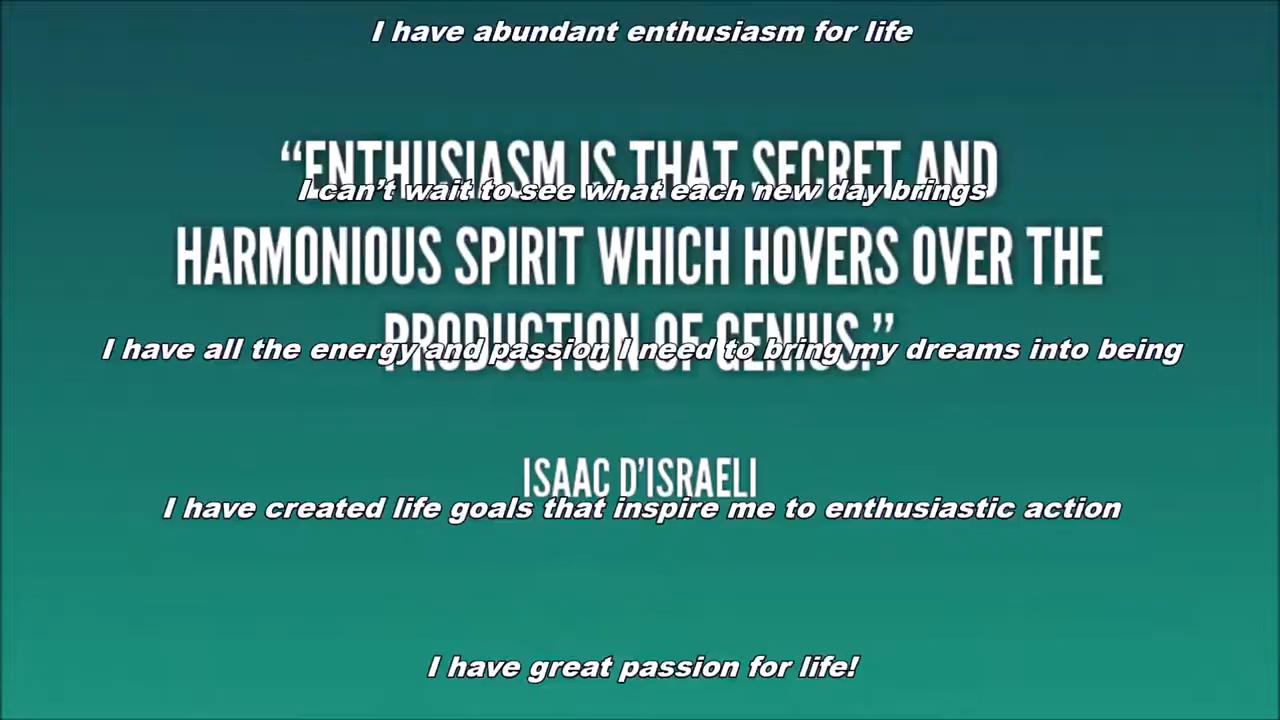 I have abundant enthusiasm for life
“ENTHUSIASM IS THAT SECRET AND
I can’t wait to see what each new day brings
HARMONIOUS SPIRIT WHICH HOVERS OVER THE
PRODUCTION OF GENIUS.”
I have all the energy and passion I need to bring my dreams into being
ISAAC D’ISRAELI
I have created life goals that inspire me to enthusiastic action
I have great passion for life!